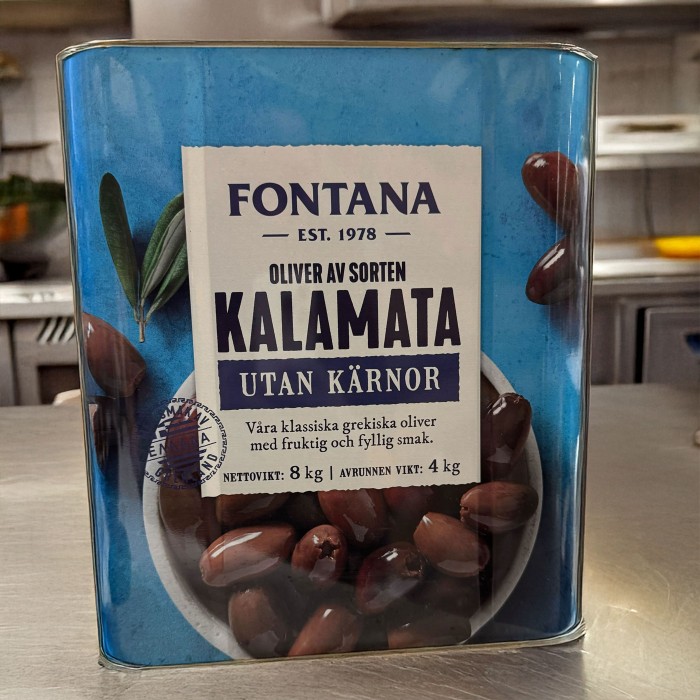 FONTANA
EST. 1978
OLIVER AV SORTEN
KALAMATA
UTAN KÄRNOR
Våra klassiska grekiska oliver
med fruktig och fyllig smak.
NETTOVIKT: 8 kg | AVRUNNEN VIKT: 4 kg